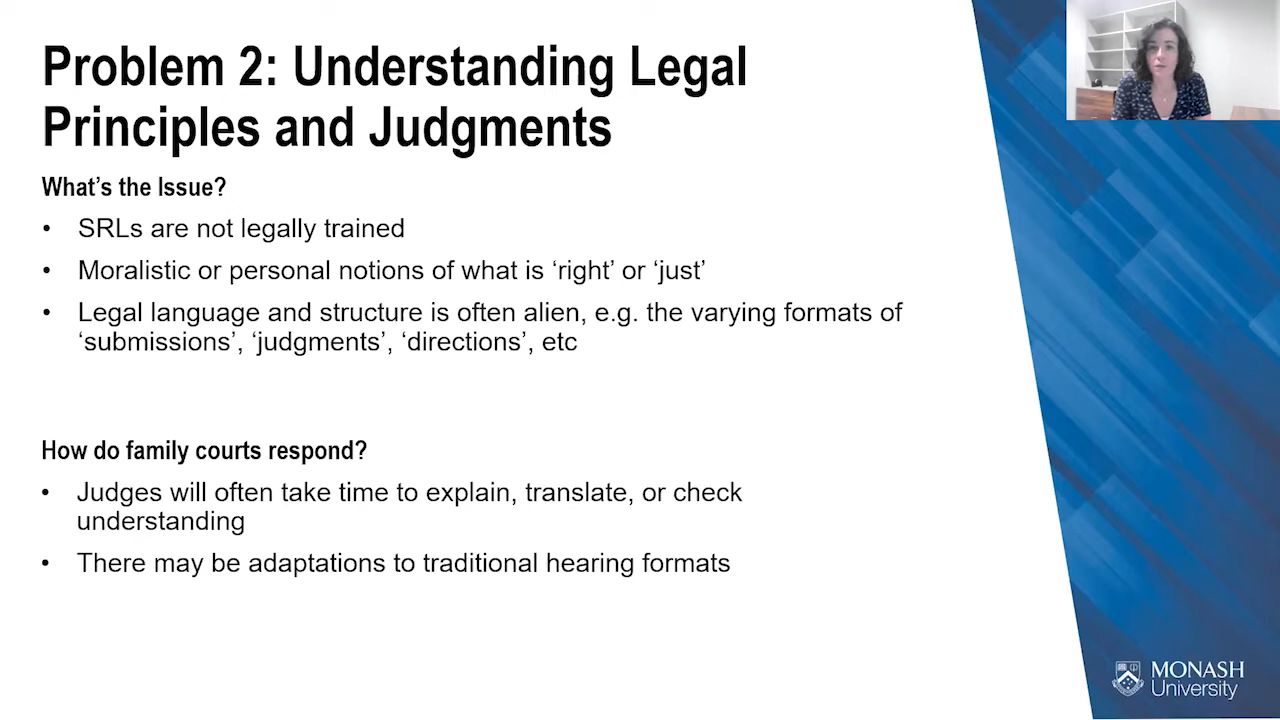 Problem 2: Understanding Legal
Principles and Judgments
What's the Issue?
• SRLs are not legally trained
• Moralistic or personal notions of what is ‘right’ or ‘just’
• Legal language and structure is often alien, e.g. the varying formats of
‘submissions’, ‘judgments’, ‘directions’, etc
How do family courts respond?
• Judges will often take time to explain, translate, or check
understanding
• There may be adaptations to traditional hearing formats
MONASH
University